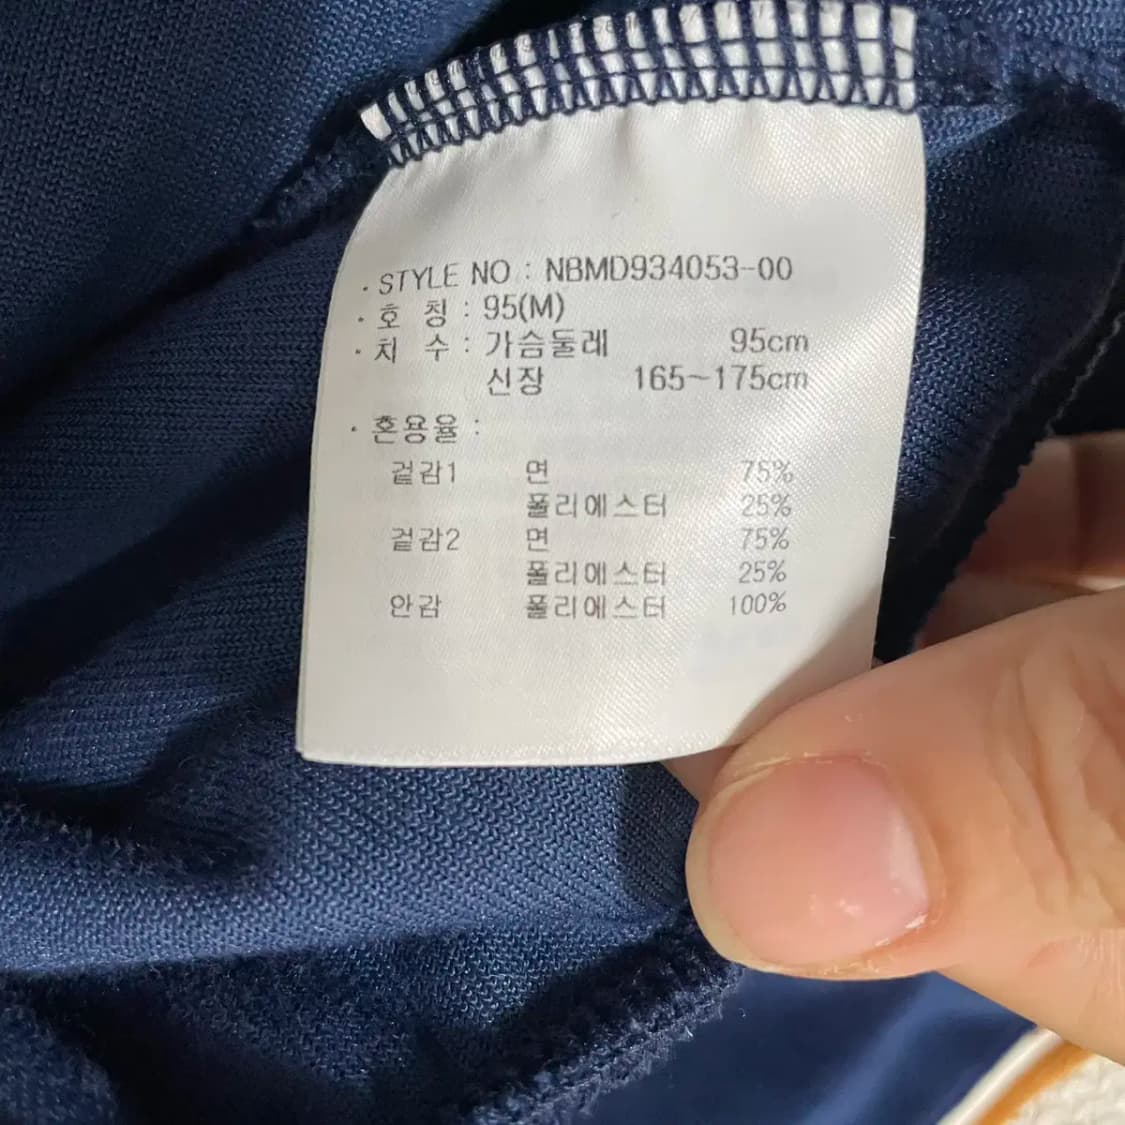 · STYLE NO : NBMD934053-00
· 호 칭 : 95(M)
· 치 수 : 가슴둘레 95cm
신장 165~175cm
· 혼용율 :
겉감1 면 75%
폴리에스터 25%
겉감2 면 75%
폴리에스터 25%
안감 폴리에스터 100%